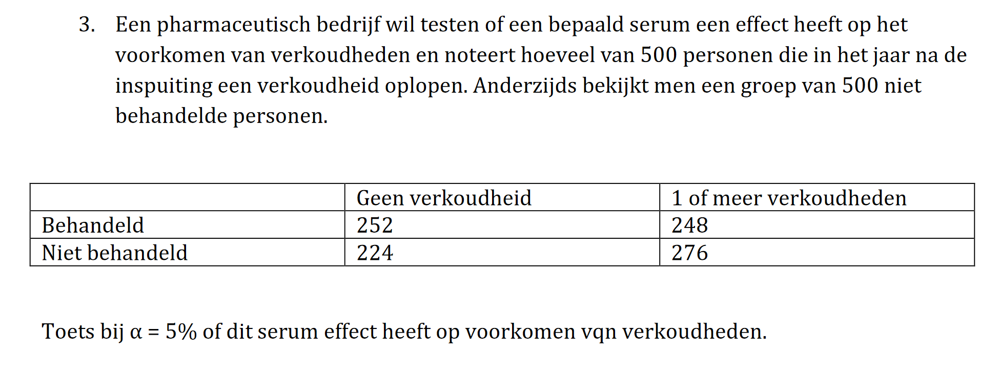 3. Een pharmaceutisch bedrijf wil testen of een bepaald serum een effect heeft op het
voorkomen van verkoudheden en noteert hoeveel van 500 personen die in het jaar na de
inspuiting een verkoudheid oplopen. Anderzijds bekijkt men een groep van 500 niet
behandelde personen.
Geen verkoudheid 1 of meer verkoudheden
Behandeld 252 248
Niet behandeld 224 276
Toets bij α = 5% of dit serum effect heeft op voorkomen vqn verkoudheden.